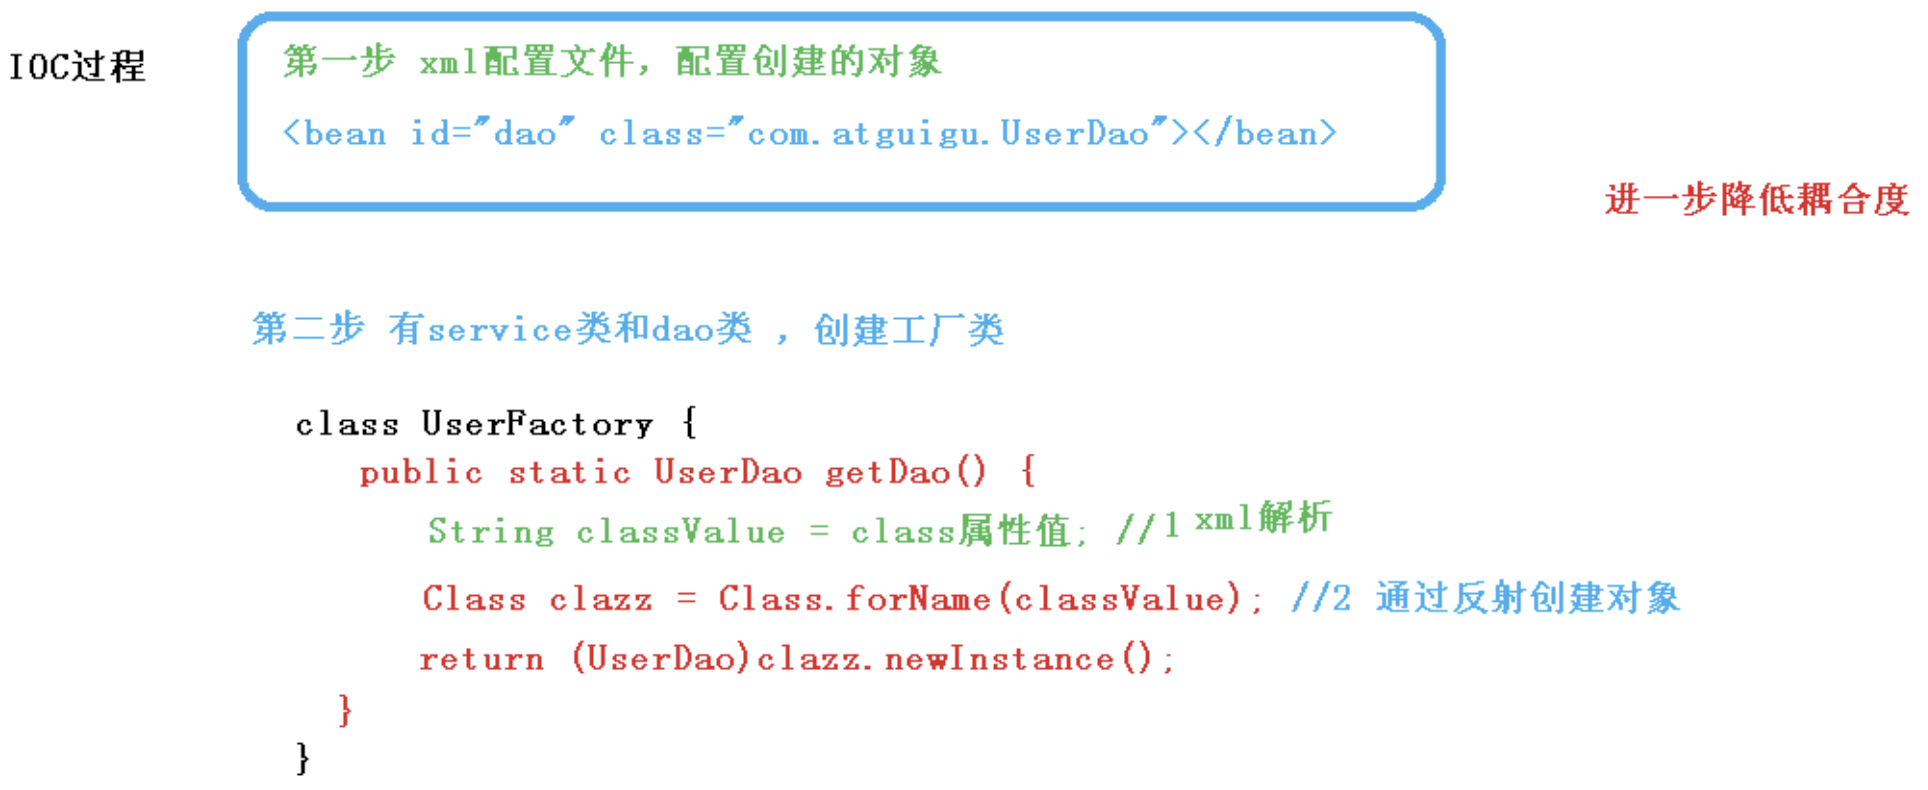 IOC过程
第一步 xml配置文件，配置创建的对象
<bean id="dao" class="com.atguigu.UserDao"></bean>
进一步降低耦合度
第二步 有service类和dao类 ，创建工厂类
class UserFactory {
public static UserDao getDao() {
String classValue = class属性值; //1 xml解析
Class clazz = Class.forName(classValue); //2 通过反射创建对象
return (UserDao)clazz.newInstance();
}
}